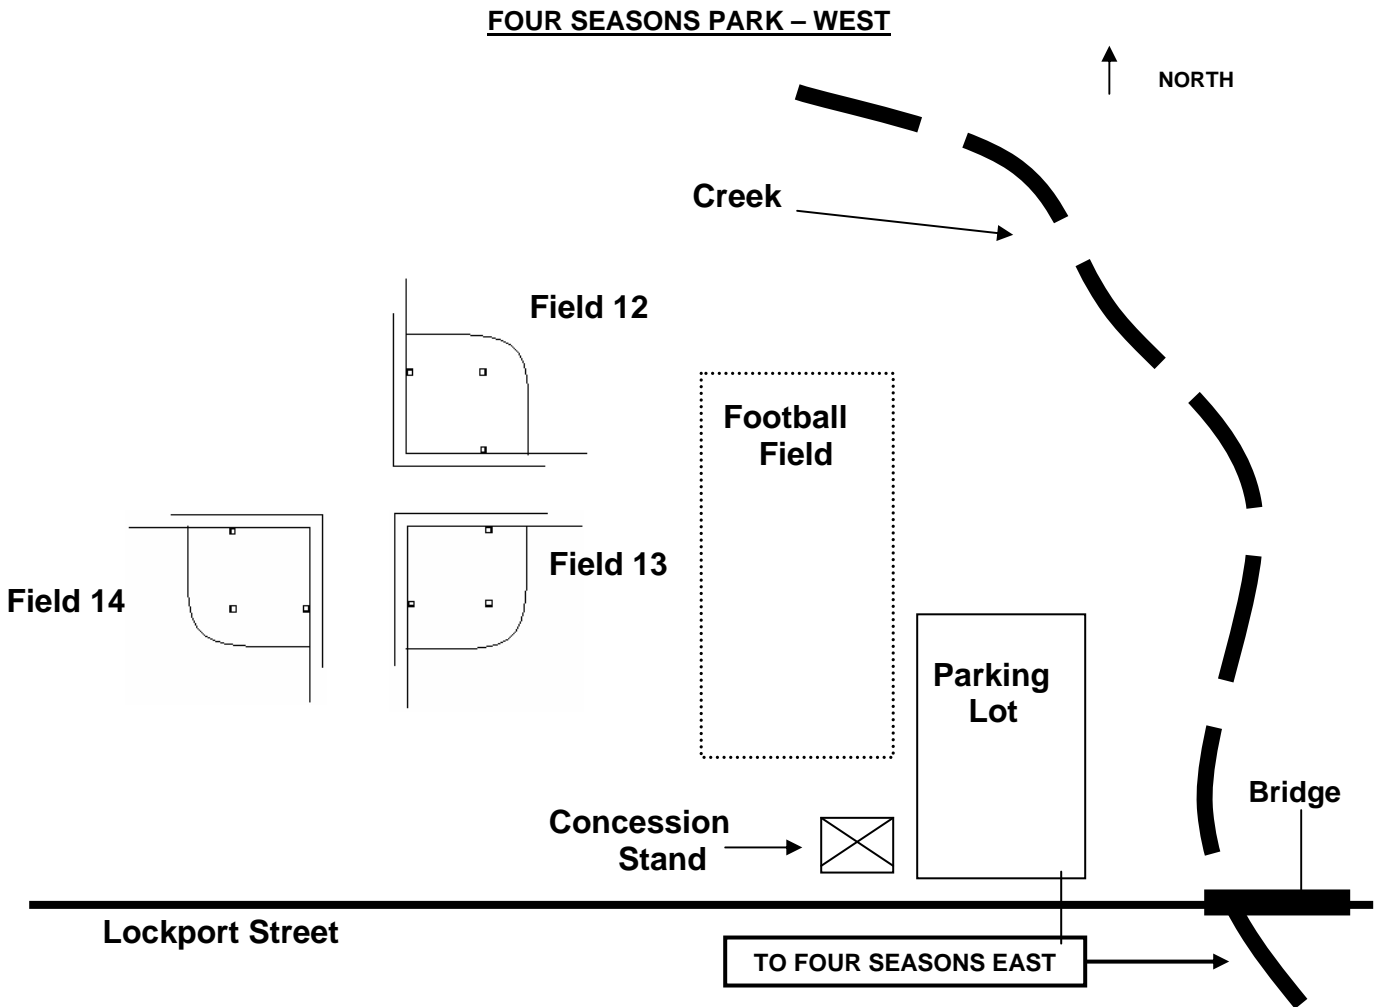 FOUR SEASONS PARK – WEST
NORTH
Creek
Field 12
Football
Field
Field 13
Field 14
Parking
Lot
Bridge
Concession
Stand
Lockport Street
TO FOUR SEASONS EAST